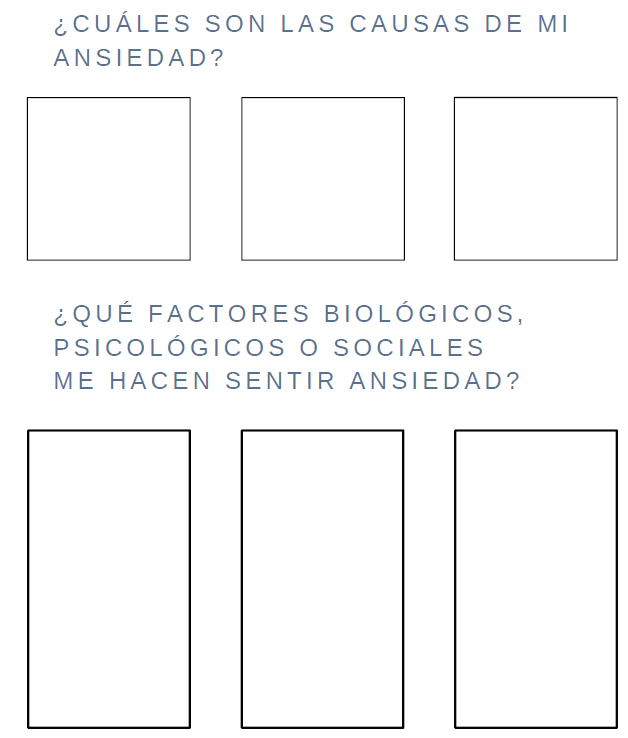 ¿CUÁLES SON LAS CAUSAS DE MI
ANSIEDAD?
¿QUÉ FACTORES BIOLÓGICOS,
PSICOLÓGICOS O SOCIALES
ME HACEN SENTIR ANSIEDAD?